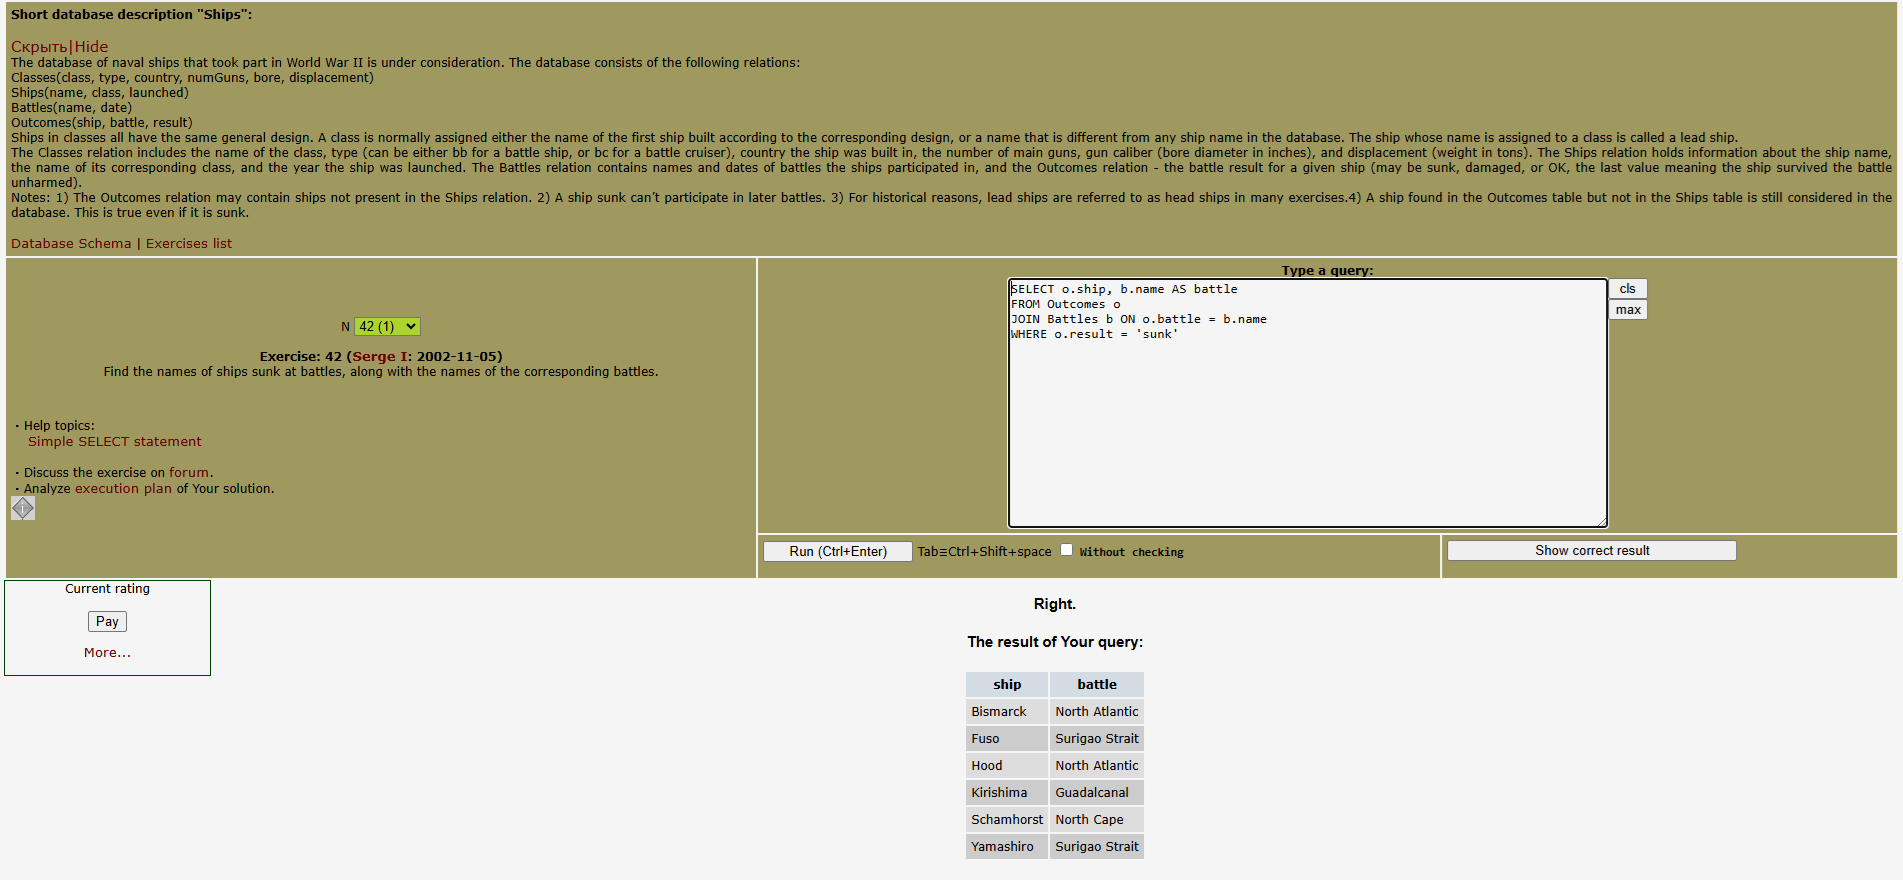 Short database description "Ships":
Скрыть|Hide
The database of naval ships that took part in World War II is under consideration. The database consists of the following relations:
Classes(class, type, country, numGuns, bore, displacement)
Ships(name, class, launched)
Battles(name, date)
Outcomes(ship, battle, result)
Ships in classes all have the same general design. A class is normally assigned either the name of the first ship built according to the corresponding design, or a name that is different from any ship name in the database. The ship whose name is assigned to a class is called a lead ship.
The Classes relation includes the name of the class, type (can be either bb for a battle ship, or bc for a battle cruiser), country the ship was built in, the number of main guns, gun caliber (bore diameter in inches), and displacement (weight in tons). The Ships relation holds information about the ship name,
the name of its corresponding class, and the year the ship was launched. The Battles relation contains names and dates of battles the ships participated in, and the Outcomes relation - the battle result for a given ship (may be sunk, damaged, or OK, the last value meaning the ship survived the battle
unharmed).
Notes: 1) The Outcomes relation may contain ships not present in the Ships relation. 2) A ship sunk can't participate in later battles. 3) For historical reasons, lead ships are referred to as head ships in many exercises.4) A ship found in the Outcomes table but not in the Ships table is still considered in the
database. This is true even if it is sunk.
Database Schema | Exercises list
N 42 (1)
Exercise: 42 (Serge I: 2002-11-05)
Find the names of ships sunk at battles, along with the names of the corresponding battles.
· Help topics:
Simple SELECT statement
· Discuss the exercise on forum.
· Analyze execution plan of Your solution.
Type a query:
SELECT o.ship, b.name AS battle
FROM Outcomes o
JOIN Battles b ON o.battle = b.name
WHERE o.result = 'sunk'
cls
max
Run (Ctrl+Enter) Tab≡Ctrl+Shift+space Without checking
Show correct result
Current rating
Pay
More...
Right.
The result of Your query:
ship battle
Bismarck North Atlantic
Fuso Surigao Strait
Hood North Atlantic
Kirishima Guadalcanal
Schamhorst North Cape
Yamashiro Surigao Strait